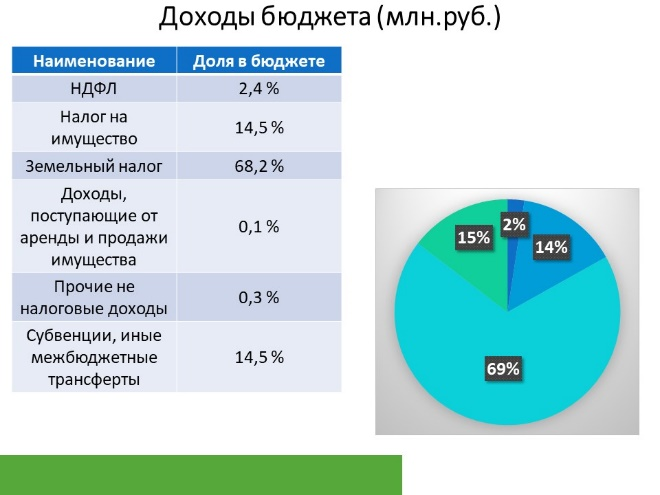 Доходы бюджета (млн.руб.)
Наименование Доля в бюджете
НДФЛ 2,4 %
Налог на
имущество
14,5 %
Земельный налог 68,2 %
Доходы,
поступающие от
аренды и продажи
имущества
0,1 %
Прочие не
налоговые доходы
0,3 %
Субвенции, иные
межбюджетные
трансферты
14,5 %
2%
15%
14%
69%